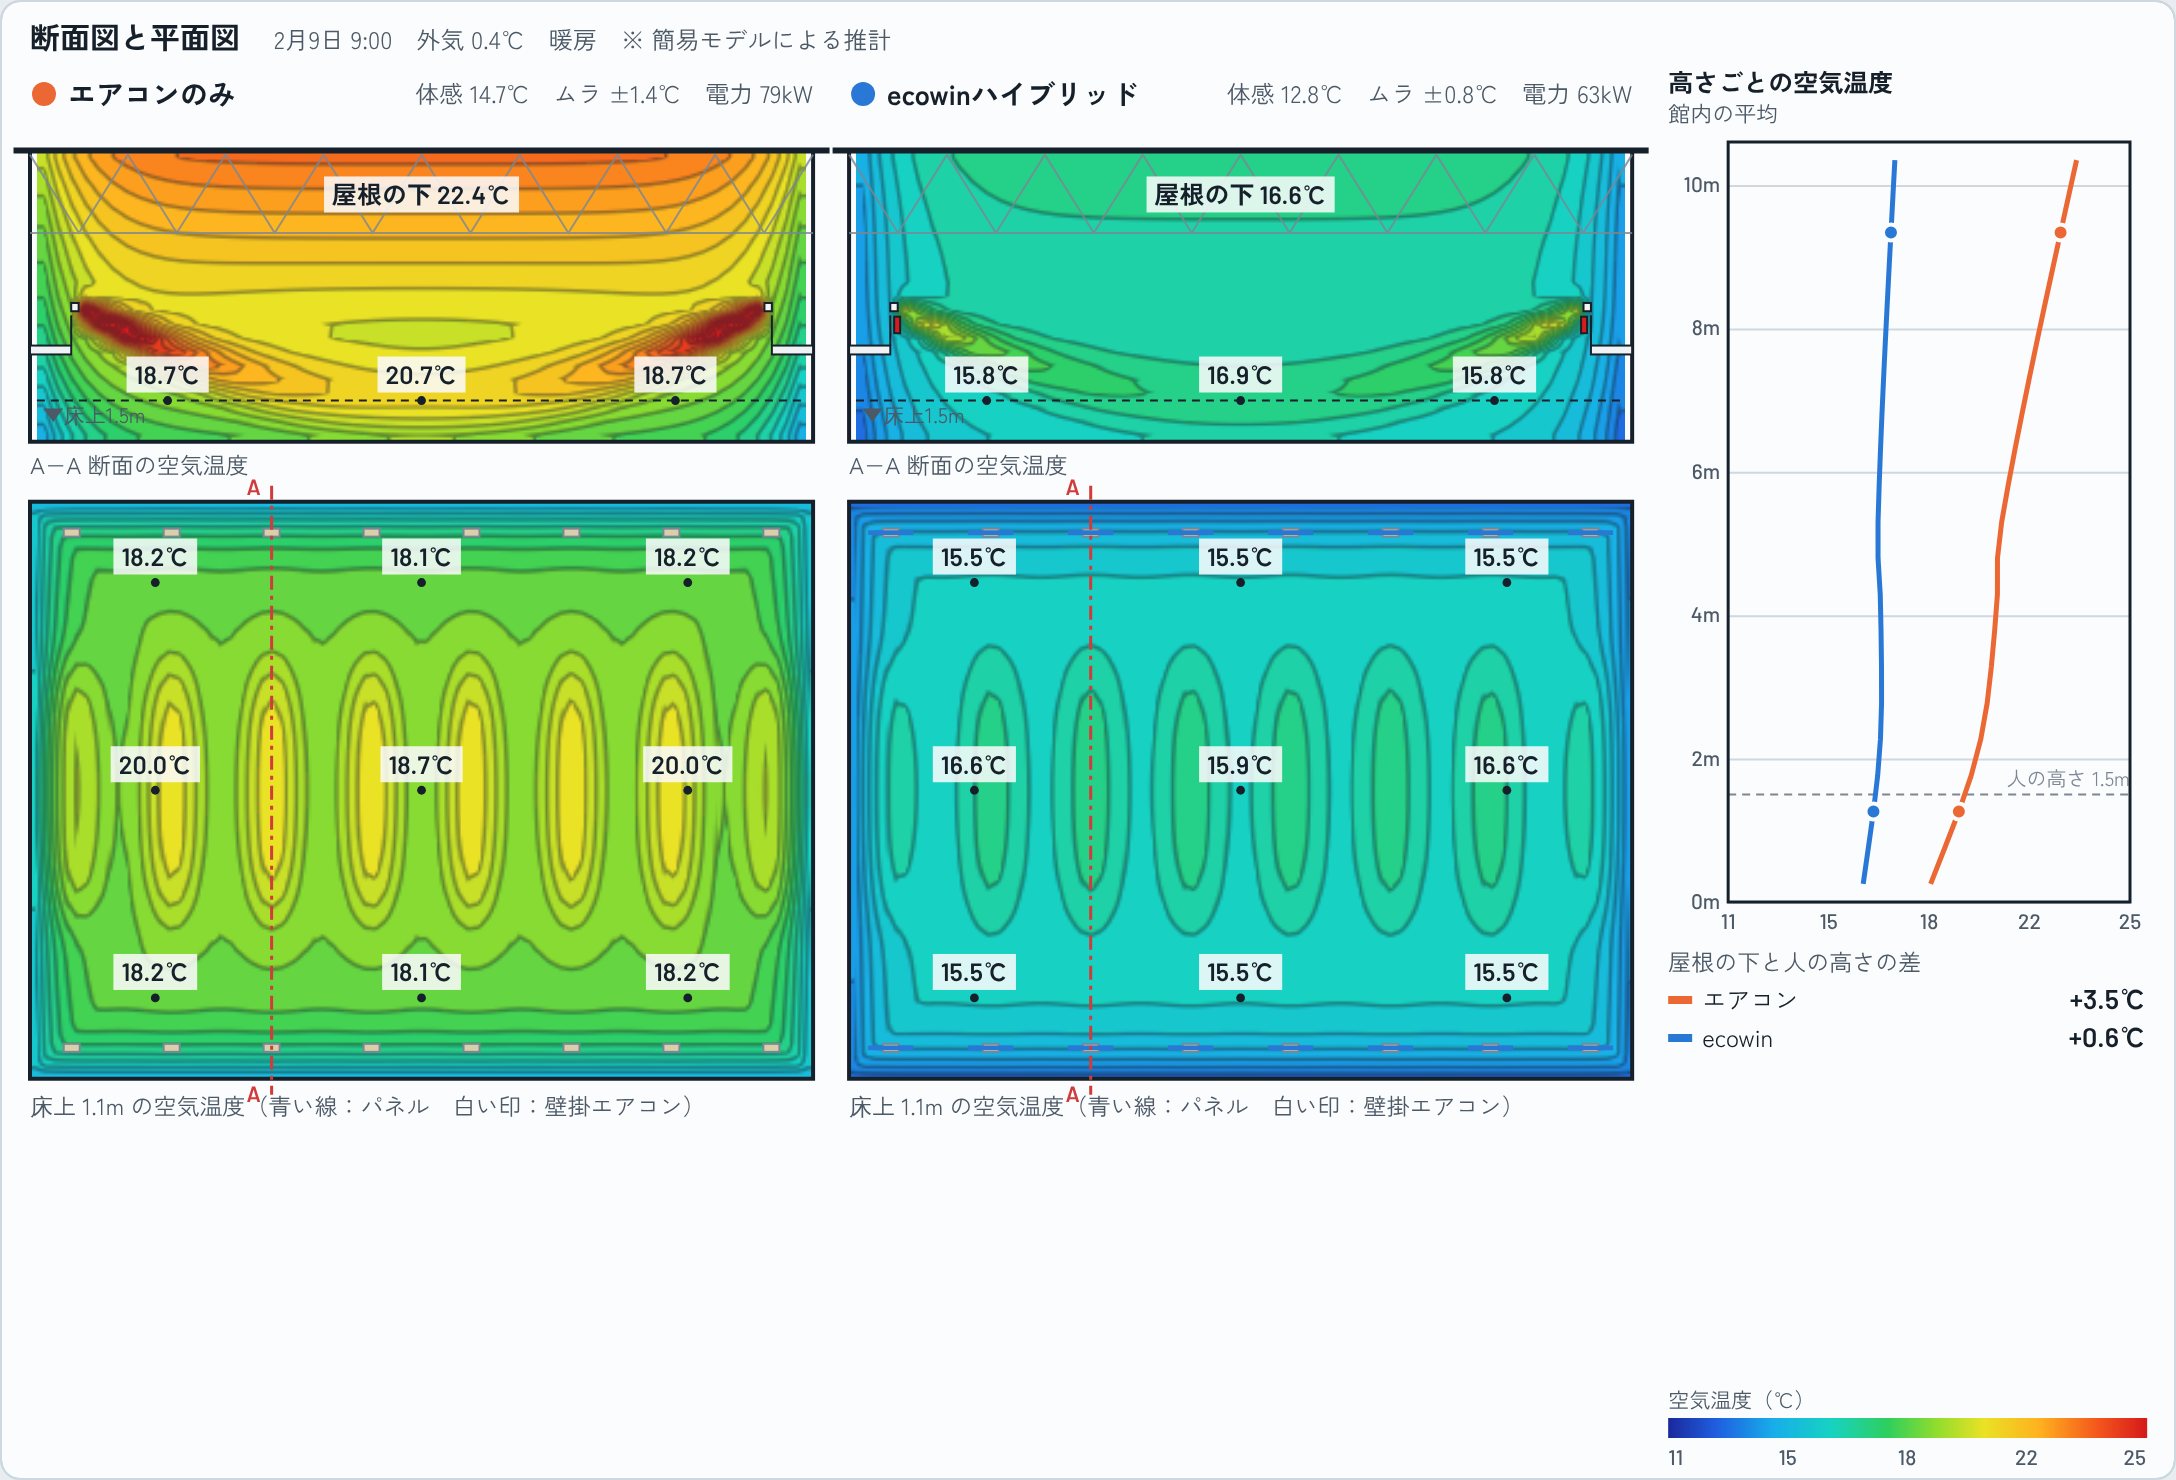 断面図と平面図 2月9日 9:00 外気 0.4℃ 暖房 ※ 簡易モデルによる推計
エアコンのみ 体感 14.7℃ ムラ ±1.4℃ 電力 79kW
屋根の下 22.4℃
18.7℃ 20.7℃ 18.7℃
▼床上1.5m
A−A 断面の空気温度
A
18.2℃ 18.1℃ 18.2℃
20.0℃ 18.7℃ 20.0℃
18.2℃ 18.1℃ 18.2℃
A
床上 1.1m の空気温度（青い線：パネル 白い印：壁掛エアコン）
ecowinハイブリッド 体感 12.8℃ ムラ ±0.8℃ 電力 63kW
屋根の下 16.6℃
15.8℃ 16.9℃ 15.8℃
▼床上1.5m
A−A 断面の空気温度
A
15.5℃ 15.5℃ 15.5℃
16.6℃ 15.9℃ 16.6℃
15.5℃ 15.5℃ 15.5℃
A
床上 1.1m の空気温度（青い線：パネル 白い印：壁掛エアコン）
高さごとの空気温度
館内の平均
10m
8m
6m
4m
2m
人の高さ 1.5m
0m
11 15 18 22 25
屋根の下と人の高さの差
エアコン +3.5℃
ecowin +0.6℃
空気温度（℃）
11 15 18 22 25